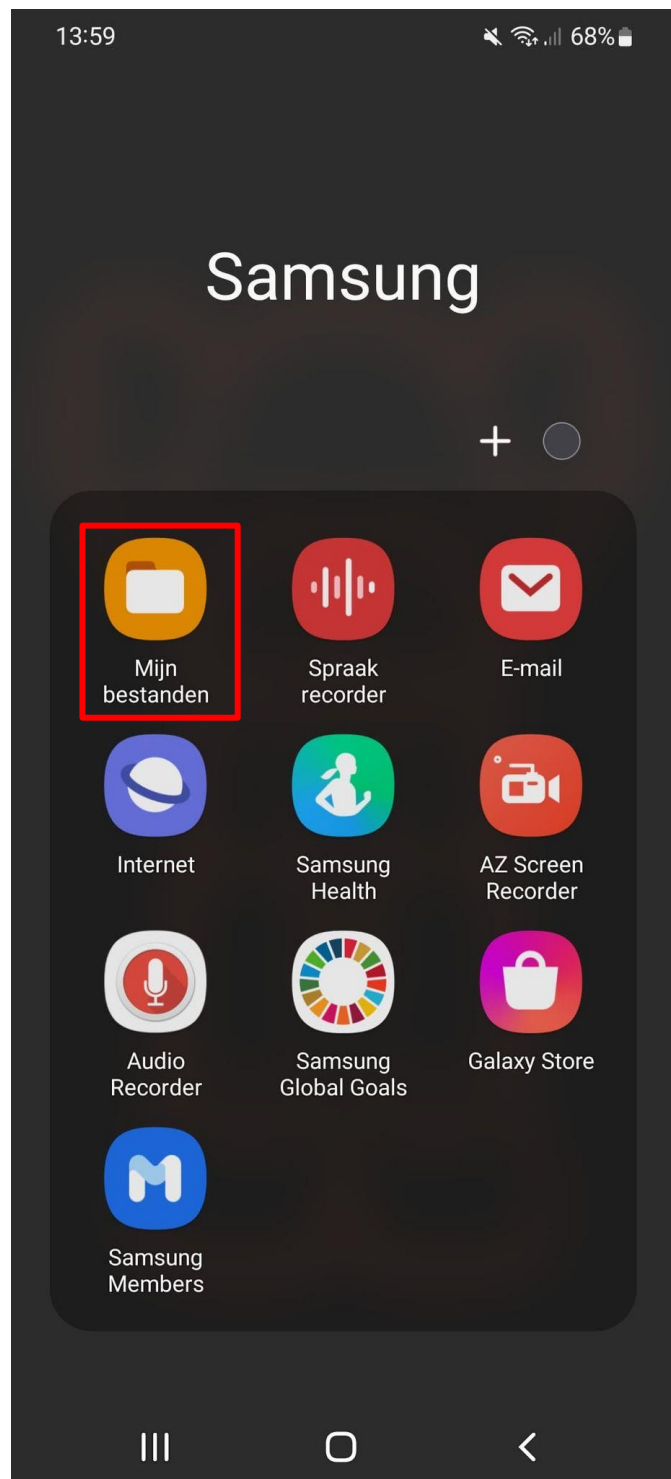 13:59 68%
Samsung
Mijn
bestanden
Spraak
recorder
E-mail
Internet
Samsung
Health
AZ Screen
Recorder
Audio
Recorder
Samsung
Global Goals
Galaxy Store
Samsung
Members